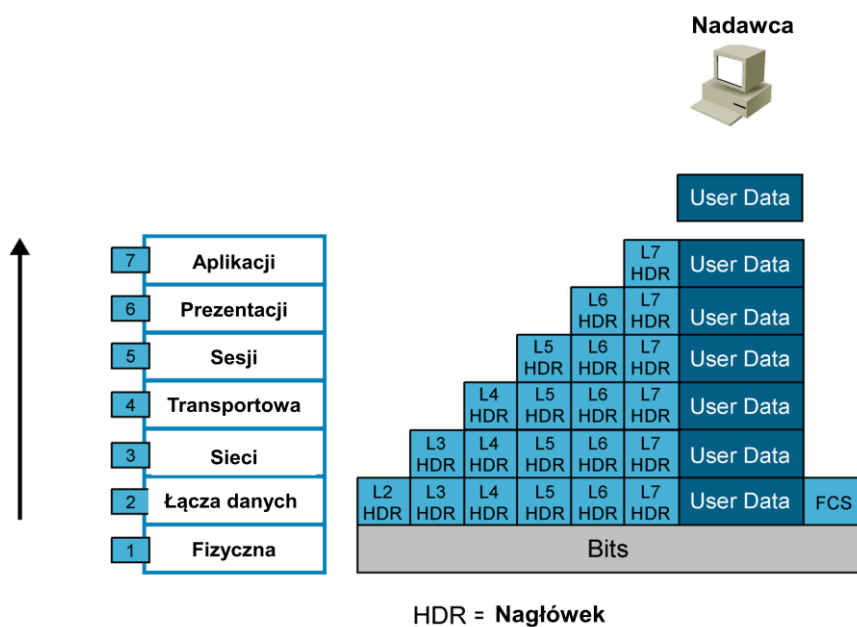 Nadawca
User Data
7 Aplikacji L7 HDR User Data
6 Prezentacji L6 HDR L7 HDR User Data
5 Sesji L5 HDR L6 HDR L7 HDR User Data
4 Transportowa L4 HDR L5 HDR L6 HDR L7 HDR User Data
3 Sieci L3 HDR L4 HDR L5 HDR L6 HDR L7 HDR User Data
2 Łącza danych L2 HDR L3 HDR L4 HDR L5 HDR L6 HDR L7 HDR User Data FCS
1 Fizyczna Bits
HDR = Nagłówek